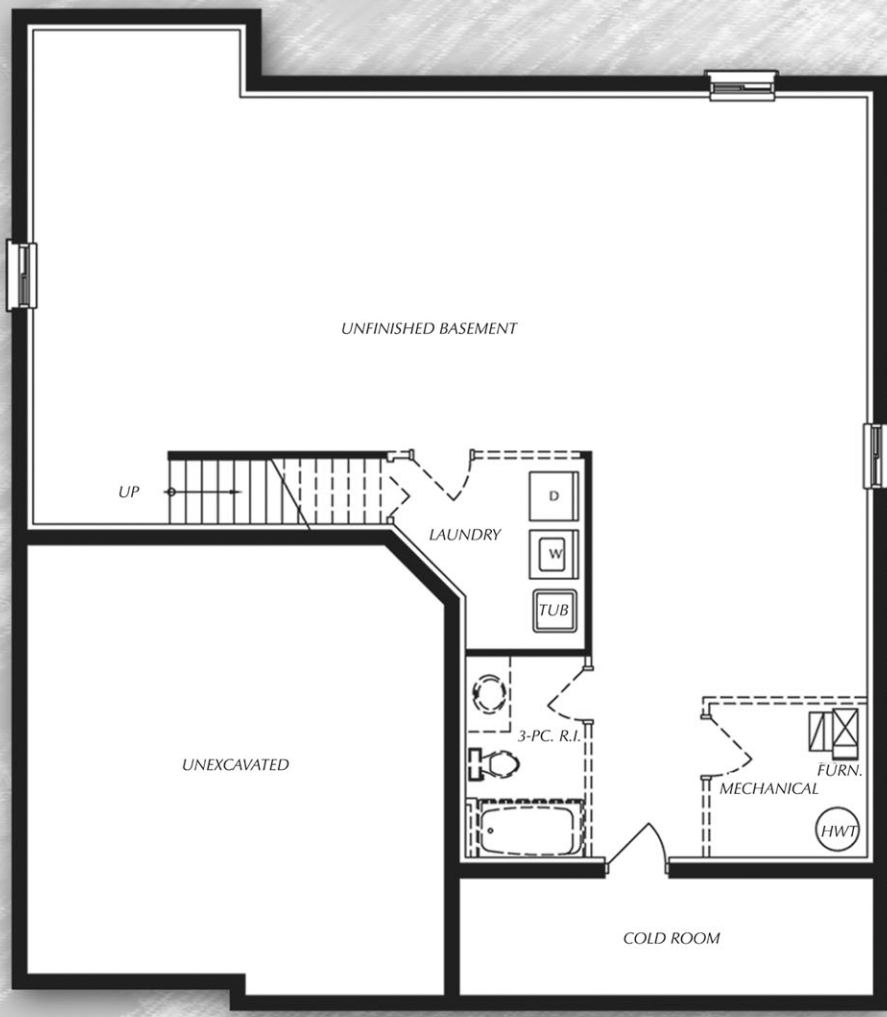 UNFINISHED BASEMENT
UP
D
LAUNDRY
W
TUB
3-PC. R.I.
UNEXCAVATED
FURN.
MECHANICAL
HWT
COLD ROOM